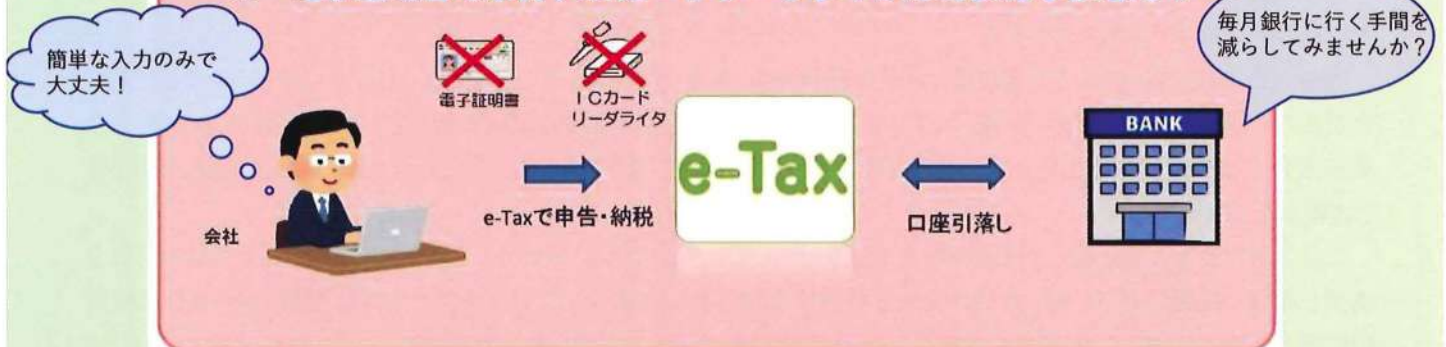 簡単な入力のみで
大丈夫！
毎月銀行に行く手間を
減らしてみませんか？
電子証明書
ICカード
リーダライタ
BANK
e-Tax
e-Taxで申告・納税
口座引落し
会社